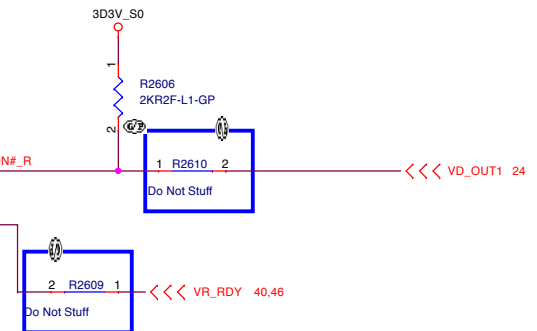 3D3V_S0
1
R2606
2KR2F-L1-GP
2
N#_R
1 R2610 2
VD_OUT1 24
Do Not Stuff
2 R2609 1
VR_RDY 40,46
Do Not Stuff